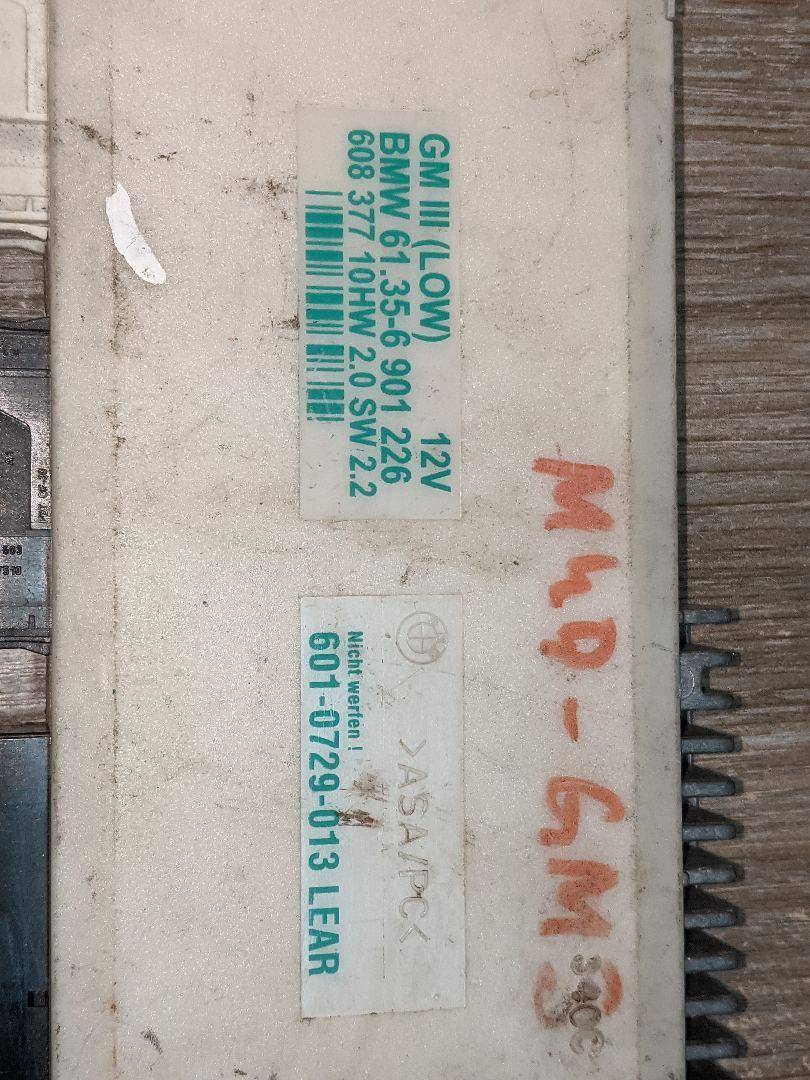 GM III (LOW) 12V
BMW 61.35-6 901 226
608 377 10HW 2.0 SW 2.2
>ASA/PC<
Nicht werfen !
601-0729-013 LEAR
- GM3